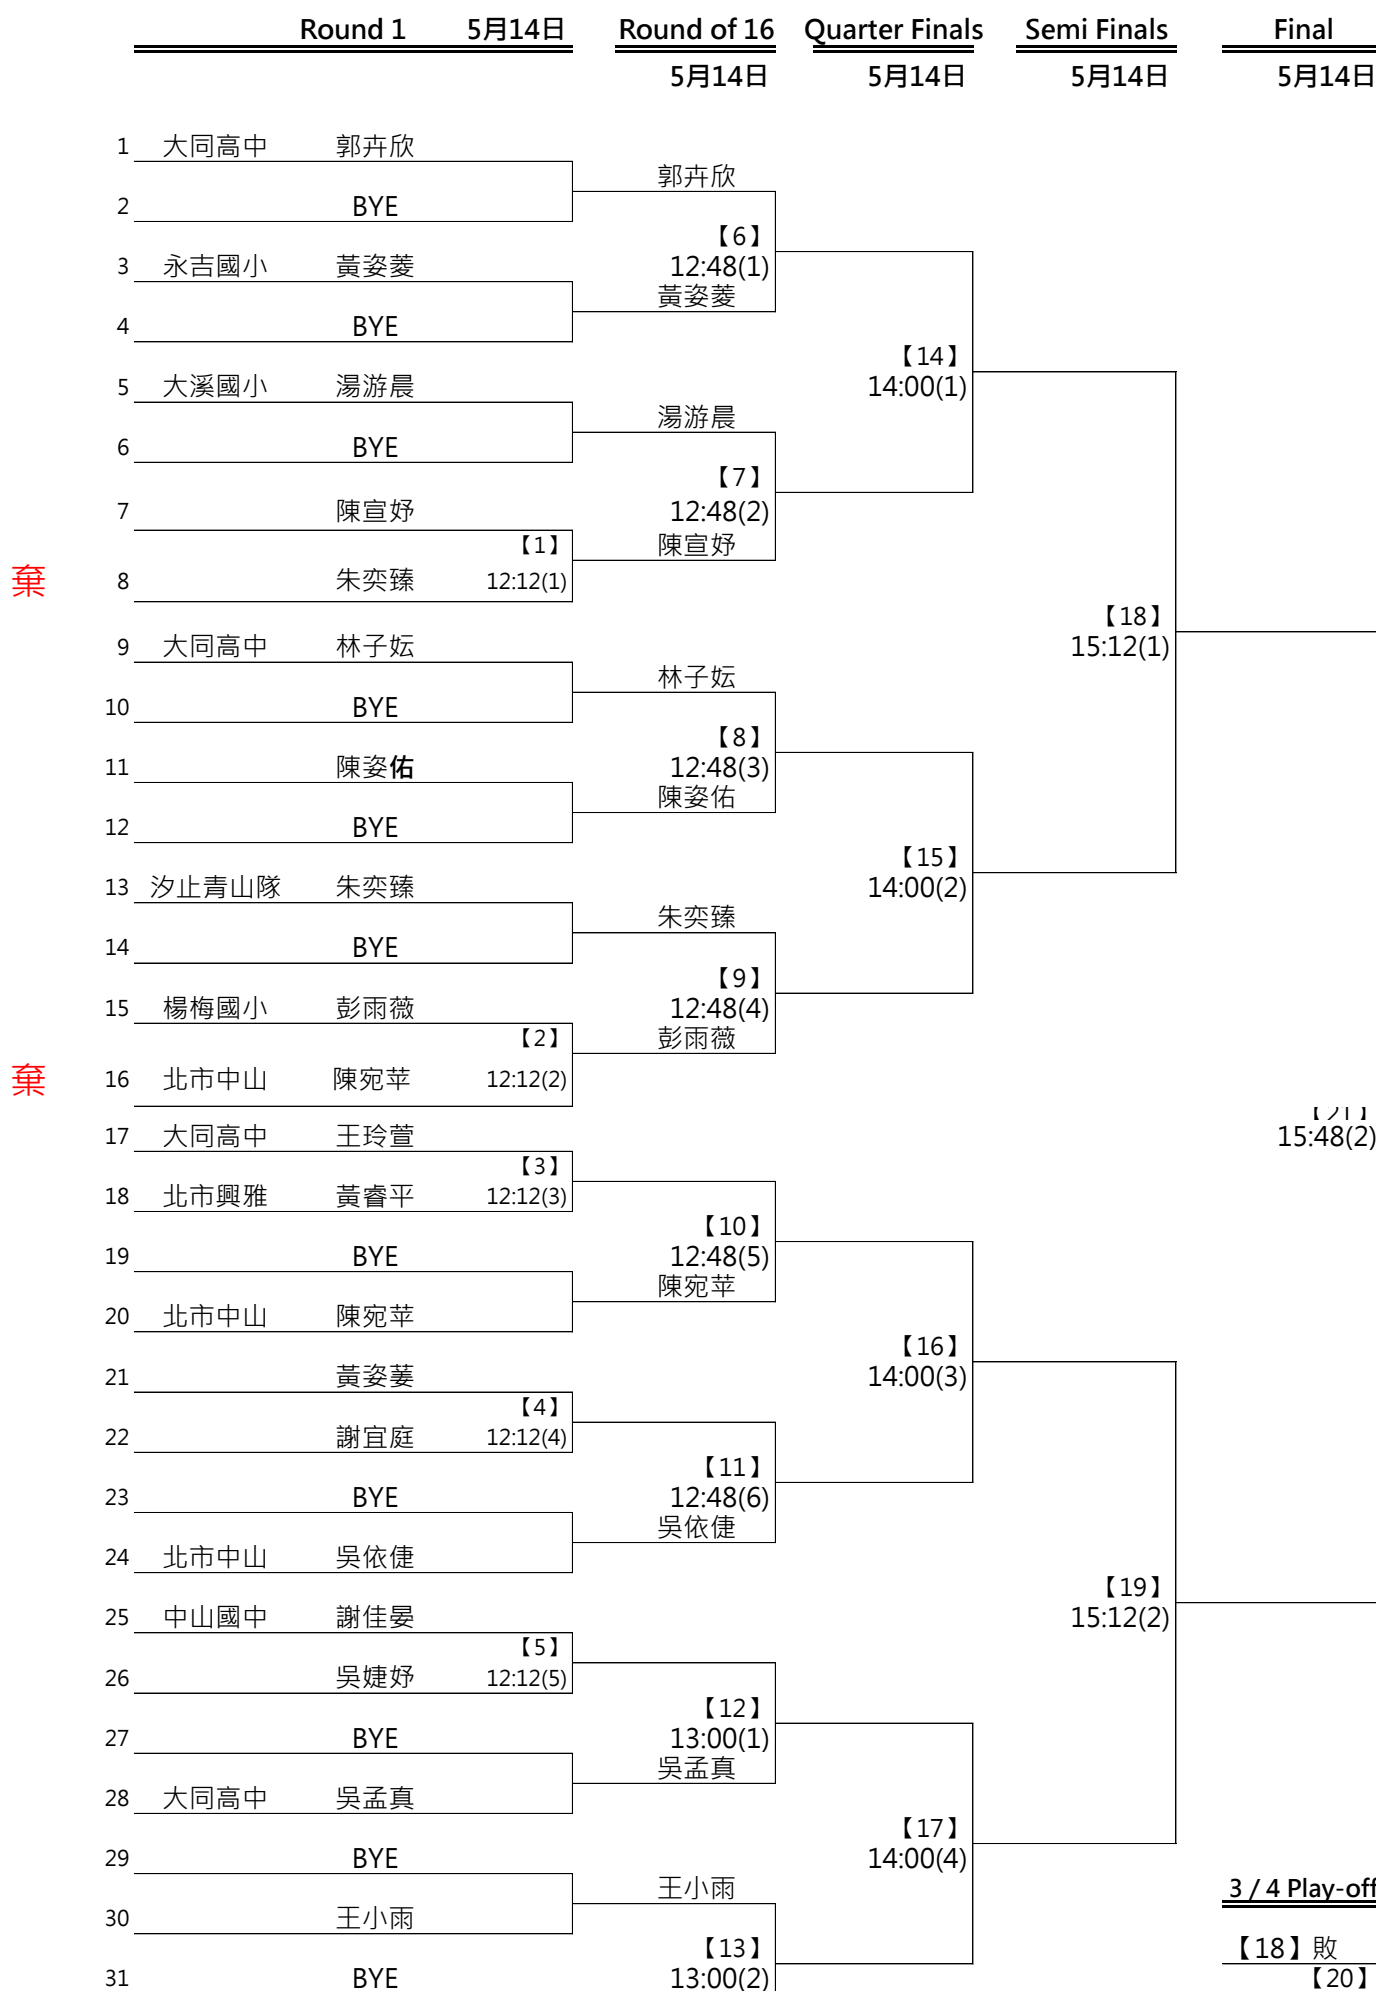 Round 1 5月14日 Round of 16 Quarter Finals Semi Finals Final
5月14日 5月14日 5月14日 5月14日
1 大同高中 郭卉欣
郭卉欣
2 BYE
【6】
3 永吉國小 黃姿菱 12:48(1)
黃姿菱
4 BYE
【14】
5 大溪國小 湯游晨 14:00(1)
湯游晨
6 BYE
【7】
7 陳宣妤 12:48(2)
【1】 陳宣妤
棄 8 朱奕臻 12:12(1)
【18】
9 大同高中 林子妘 15:12(1)
林子妘
10 BYE
【8】
11 陳姿佑 12:48(3)
陳姿佑
12 BYE
【15】
13 汐止青山隊 朱奕臻 14:00(2)
朱奕臻
14 BYE
【9】
15 楊梅國小 彭雨薇 12:48(4)
【2】 彭雨薇
棄 16 北市中山 陳宛苹 12:12(2)
17 大同高中 王玲萱 15:48(2)
【3】
18 北市興雅 黃睿平 12:12(3)
【10】
19 BYE 12:48(5)
陳宛苹
20 北市中山 陳宛苹
【16】
21 黃姿萋 14:00(3)
【4】
22 謝宜庭 12:12(4)
【11】
23 BYE 12:48(6)
吳依倢
24 北市中山 吳依倢
【19】
25 中山國中 謝佳晏 15:12(2)
【5】
26 吳婕妤 12:12(5)
【12】
27 BYE 13:00(1)
吳孟真
28 大同高中 吳孟真
【17】
29 BYE 14:00(4)
王小雨 3 / 4 Play-off
30 王小雨
【13】 【18】敗
31 BYE 13:00(2) 【20】